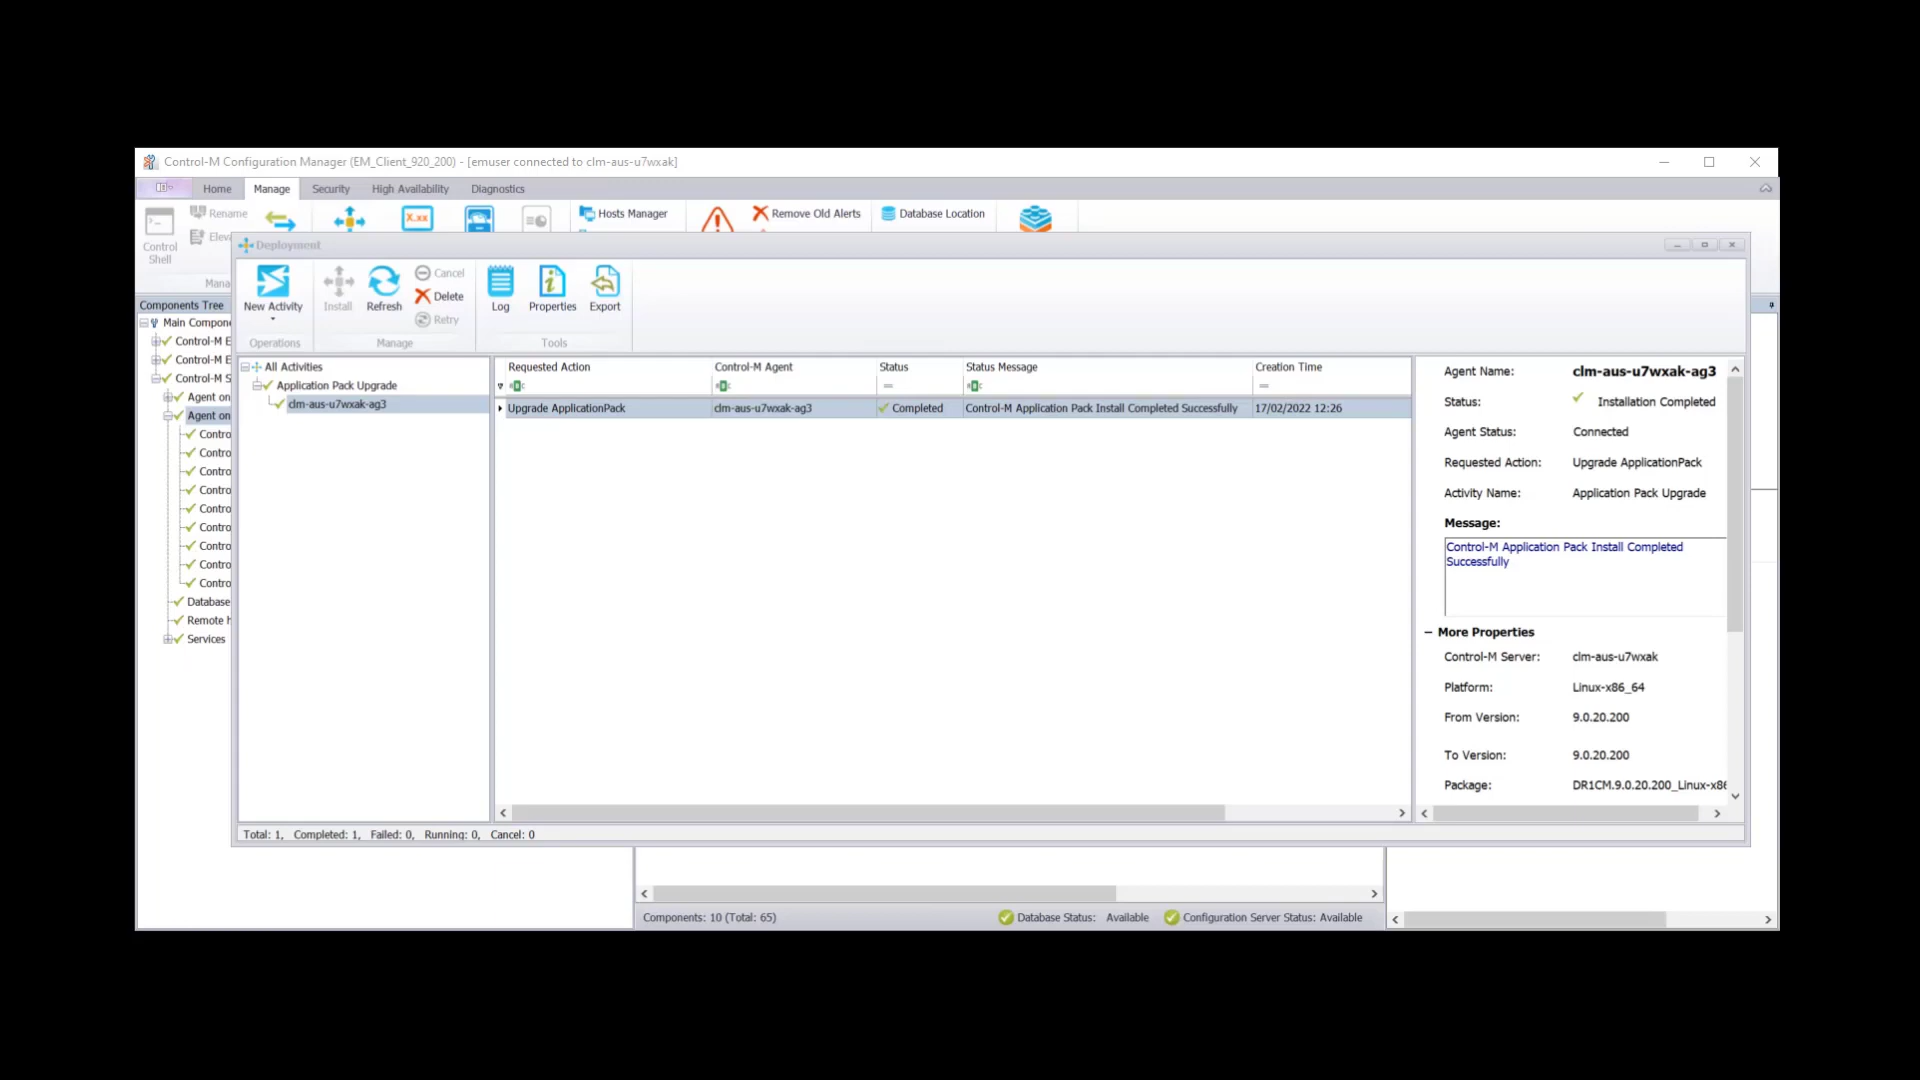 Control-M Configuration Manager (EM_Client_920_200) - [emuser connected to clm-aus-u7wxak]
Home Manage Security High Availability Diagnostics
Control Shell
Rename
X.xx
Hosts Manager
Remove Old Alerts
Database Location
Components Tree
Main Compone
Control-M E
Control-M E
Control-M S
Agent on
Agent on
Contro
Contro
Contro
Contro
Contro
Contro
Contro
Contro
Contro
Database
Remote h
Services
Deployment
New Activity
Install
Refresh
Cancel
Delete
Retry
Log
Properties
Export
Operations
Manage
Tools
All Activities
Application Pack Upgrade
clm-aus-u7wxak-ag3
Requested Action Control-M Agent Status Status Message Creation Time
Upgrade ApplicationPack clm-aus-u7wxak-ag3 Completed Control-M Application Pack Install Completed Successfully 17/02/2022 12:26
Agent Name: clm-aus-u7wxak-ag3
Status: Installation Completed
Agent Status: Connected
Requested Action: Upgrade ApplicationPack
Activity Name: Application Pack Upgrade
Message:
Control-M Application Pack Install Completed
Successfully
More Properties
Control-M Server: clm-aus-u7wxak
Platform: Linux-x86_64
From Version: 9.0.20.200
To Version: 9.0.20.200
Package: DR1CM.9.0.20.200_Linux-x86
Total: 1, Completed: 1, Failed: 0, Running: 0, Cancel: 0
Components: 10 (Total: 65)
Database Status: Available
Configuration Server Status: Available